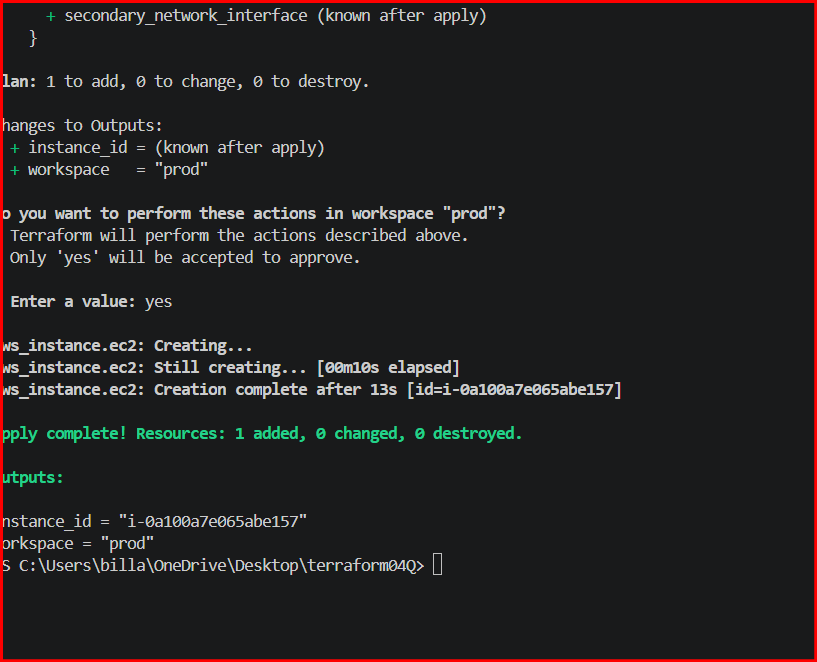 + secondary_network_interface (known after apply)
}
lan: 1 to add, 0 to change, 0 to destroy.
hanges to Outputs:
+ instance_id = (known after apply)
+ workspace   = "prod"
o you want to perform these actions in workspace "prod"?
Terraform will perform the actions described above.
Only 'yes' will be accepted to approve.
Enter a value: yes
ws_instance.ec2: Creating...
ws_instance.ec2: Still creating... [00m10s elapsed]
ws_instance.ec2: Creation complete after 13s [id=i-0a100a7e065abe157]
pply complete! Resources: 1 added, 0 changed, 0 destroyed.
utputs:
nstance_id = "i-0a100a7e065abe157"
orkspace = "prod"
S C:\Users\billa\OneDrive\Desktop\terraform04Q>